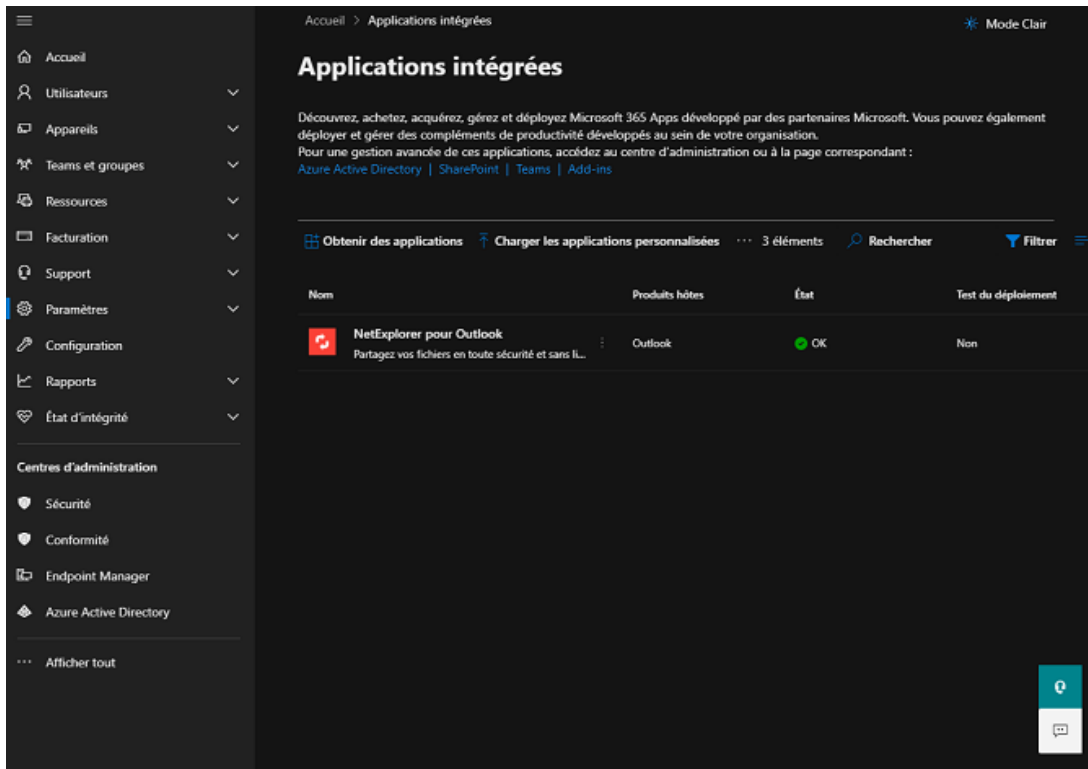 Accueil > Applications intégrées
Mode Clair
Accueil
Utilisateurs
Appareils
Teams et groupes
Ressources
Facturation
Support
Paramètres
Configuration
Rapports
État d'intégrité
Centres d'administration
Sécurité
Conformité
Endpoint Manager
Azure Active Directory
Afficher tout
Applications intégrées
Découvrez, achetez, acquérez, gérez et déployez Microsoft 365 Apps développé par des partenaires Microsoft. Vous pouvez également
déployer et gérer des compléments de productivité développés au sein de votre organisation.
Pour une gestion avancée de ces applications, accédez au centre d'administration ou à la page correspondant :
Azure Active Directory | SharePoint | Teams | Add-ins
Obtenir des applications Charger les applications personnalisées ··· 3 éléments Rechercher Filtrer
Nom Produits hôtes État Test du déploiement
NetExplorer pour Outlook
Partagez vos fichiers en toute sécurité et sans li...
Outlook OK Non